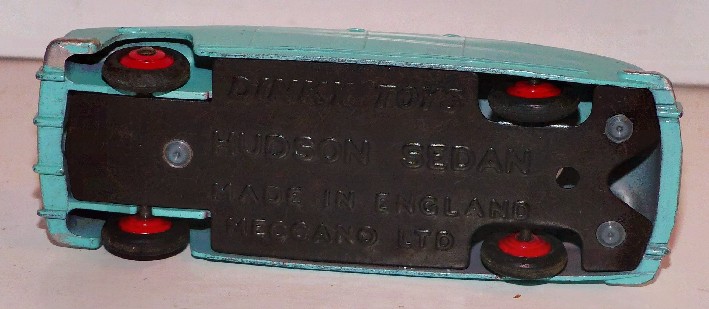 DINKY TOYS
HUDSON SEDAN
MADE IN ENGLAND
MECCANO LTD